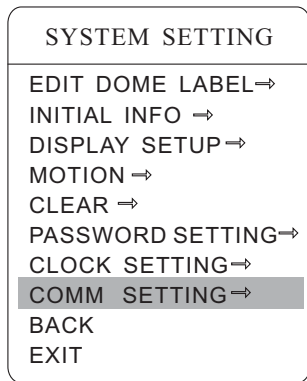 SYSTEM SETTING
EDIT DOME LABEL⇒
INITIAL INFO ⇒
DISPLAY SETUP⇒
MOTION ⇒
CLEAR ⇒
PASSWORD SETTING⇒
CLOCK SETTING⇒
COMM SETTING⇒
BACK
EXIT